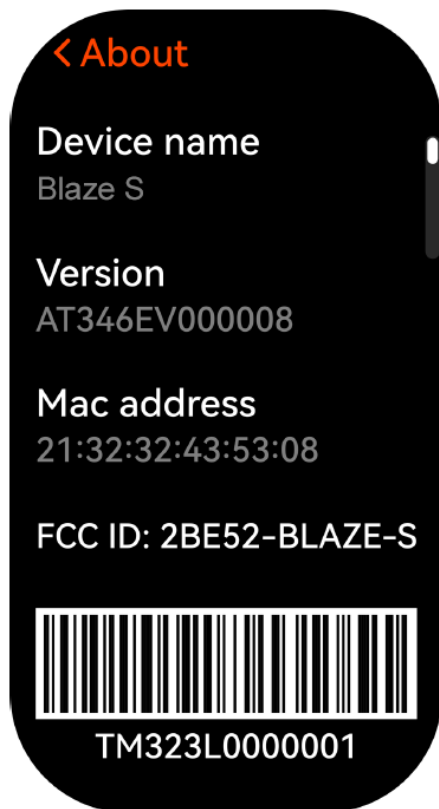 About
Device name
Blaze S
Version
AT346EV000008
Mac address
21:32:32:43:53:08
FCC ID: 2BE52-BLAZE-S
TM323L0000001